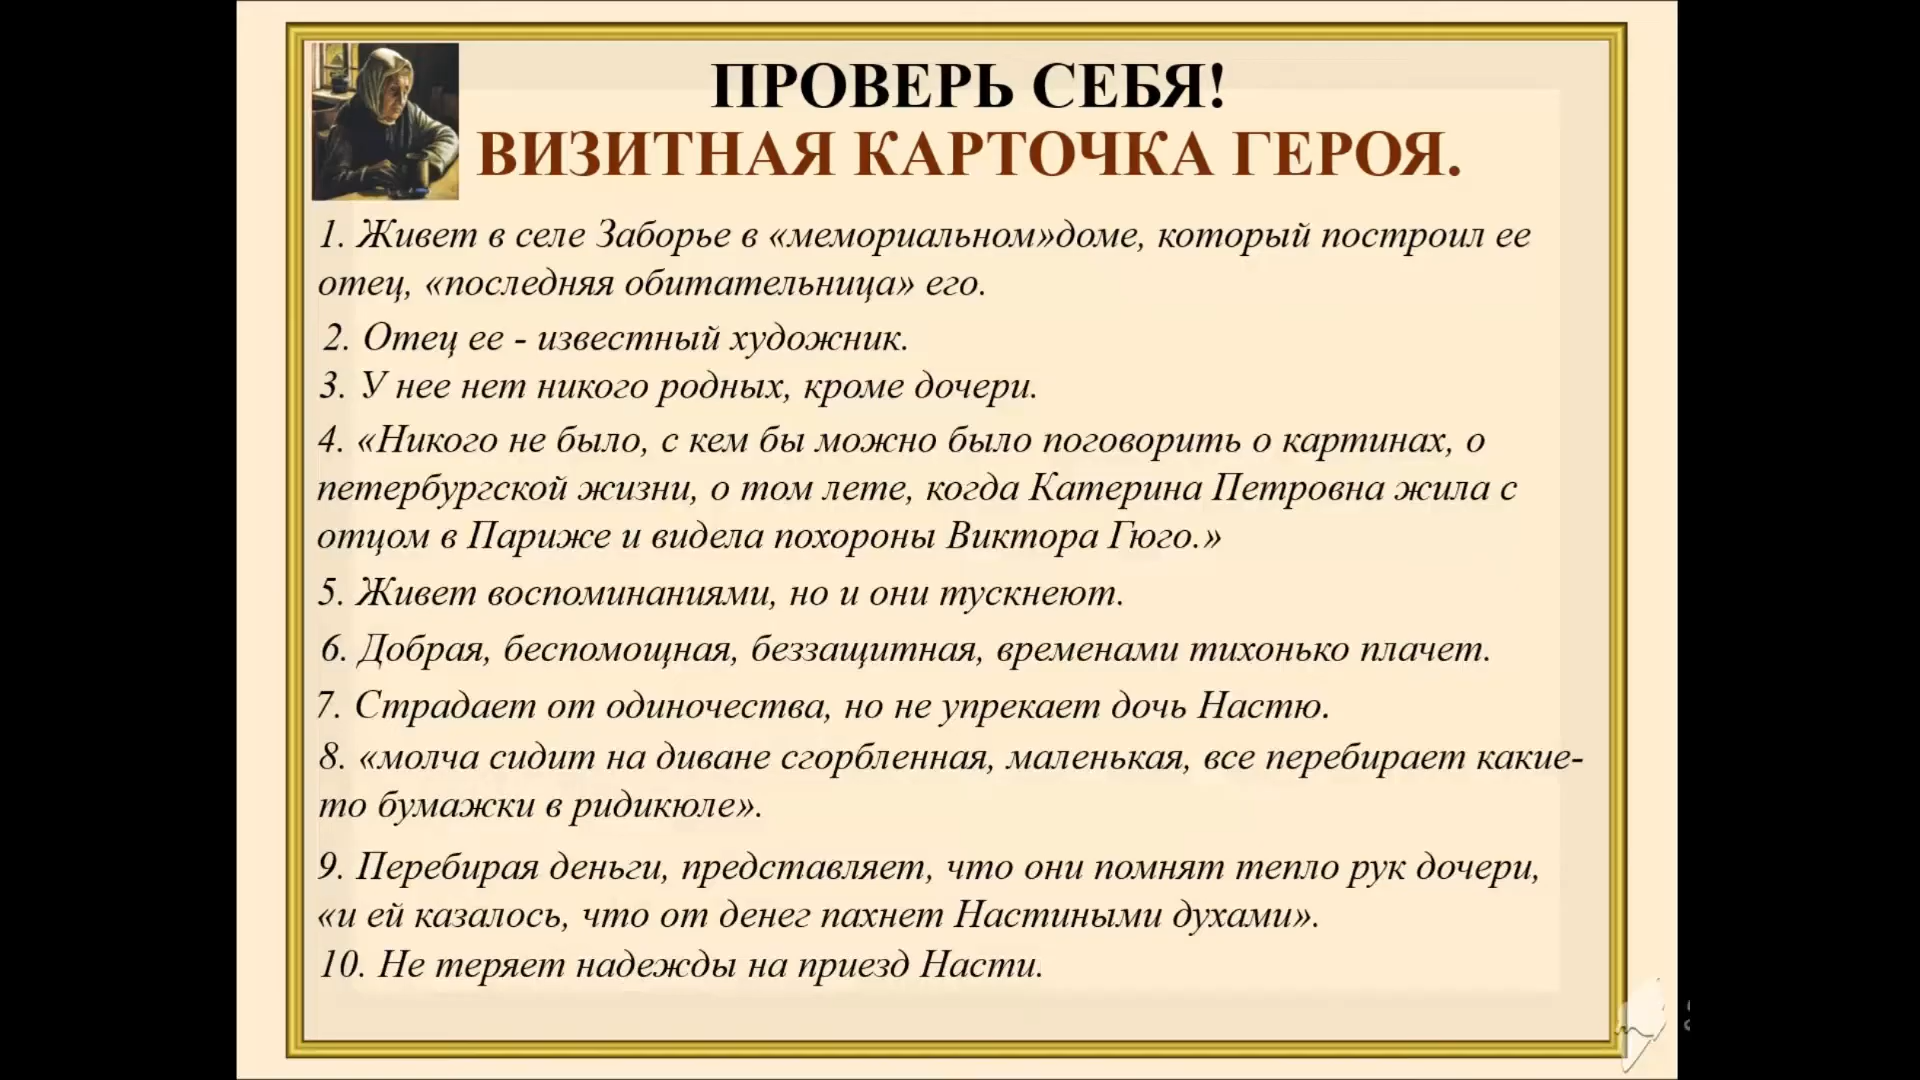 ПРОВЕРЬ СЕБЯ!
ВИЗИТНАЯ КАРТОЧКА ГЕРОЯ.
1. Живет в селе Заборье в «мемориальном»доме, который построил ее
отец, «последняя обитательница» его.
2. Отец ее - известный художник.
3. У нее нет никого родных, кроме дочери.
4. «Никого не было, с кем бы можно было поговорить о картинах, о
петербургской жизни, о том лете, когда Катерина Петровна жила с
отцом в Париже и видела похороны Виктора Гюго.»
5. Живет воспоминаниями, но и они тускнеют.
6. Добрая, беспомощная, беззащитная, временами тихонько плачет.
7. Страдает от одиночества, но не упрекает дочь Настю.
8. «молча сидит на диване сгорбленная, маленькая, все перебирает какие-
то бумажки в ридикюле».
9. Перебирая деньги, представляет, что они помнят тепло рук дочери,
«и ей казалось, что от денег пахнет Настиными духами».
10. Не теряет надежды на приезд Насти.